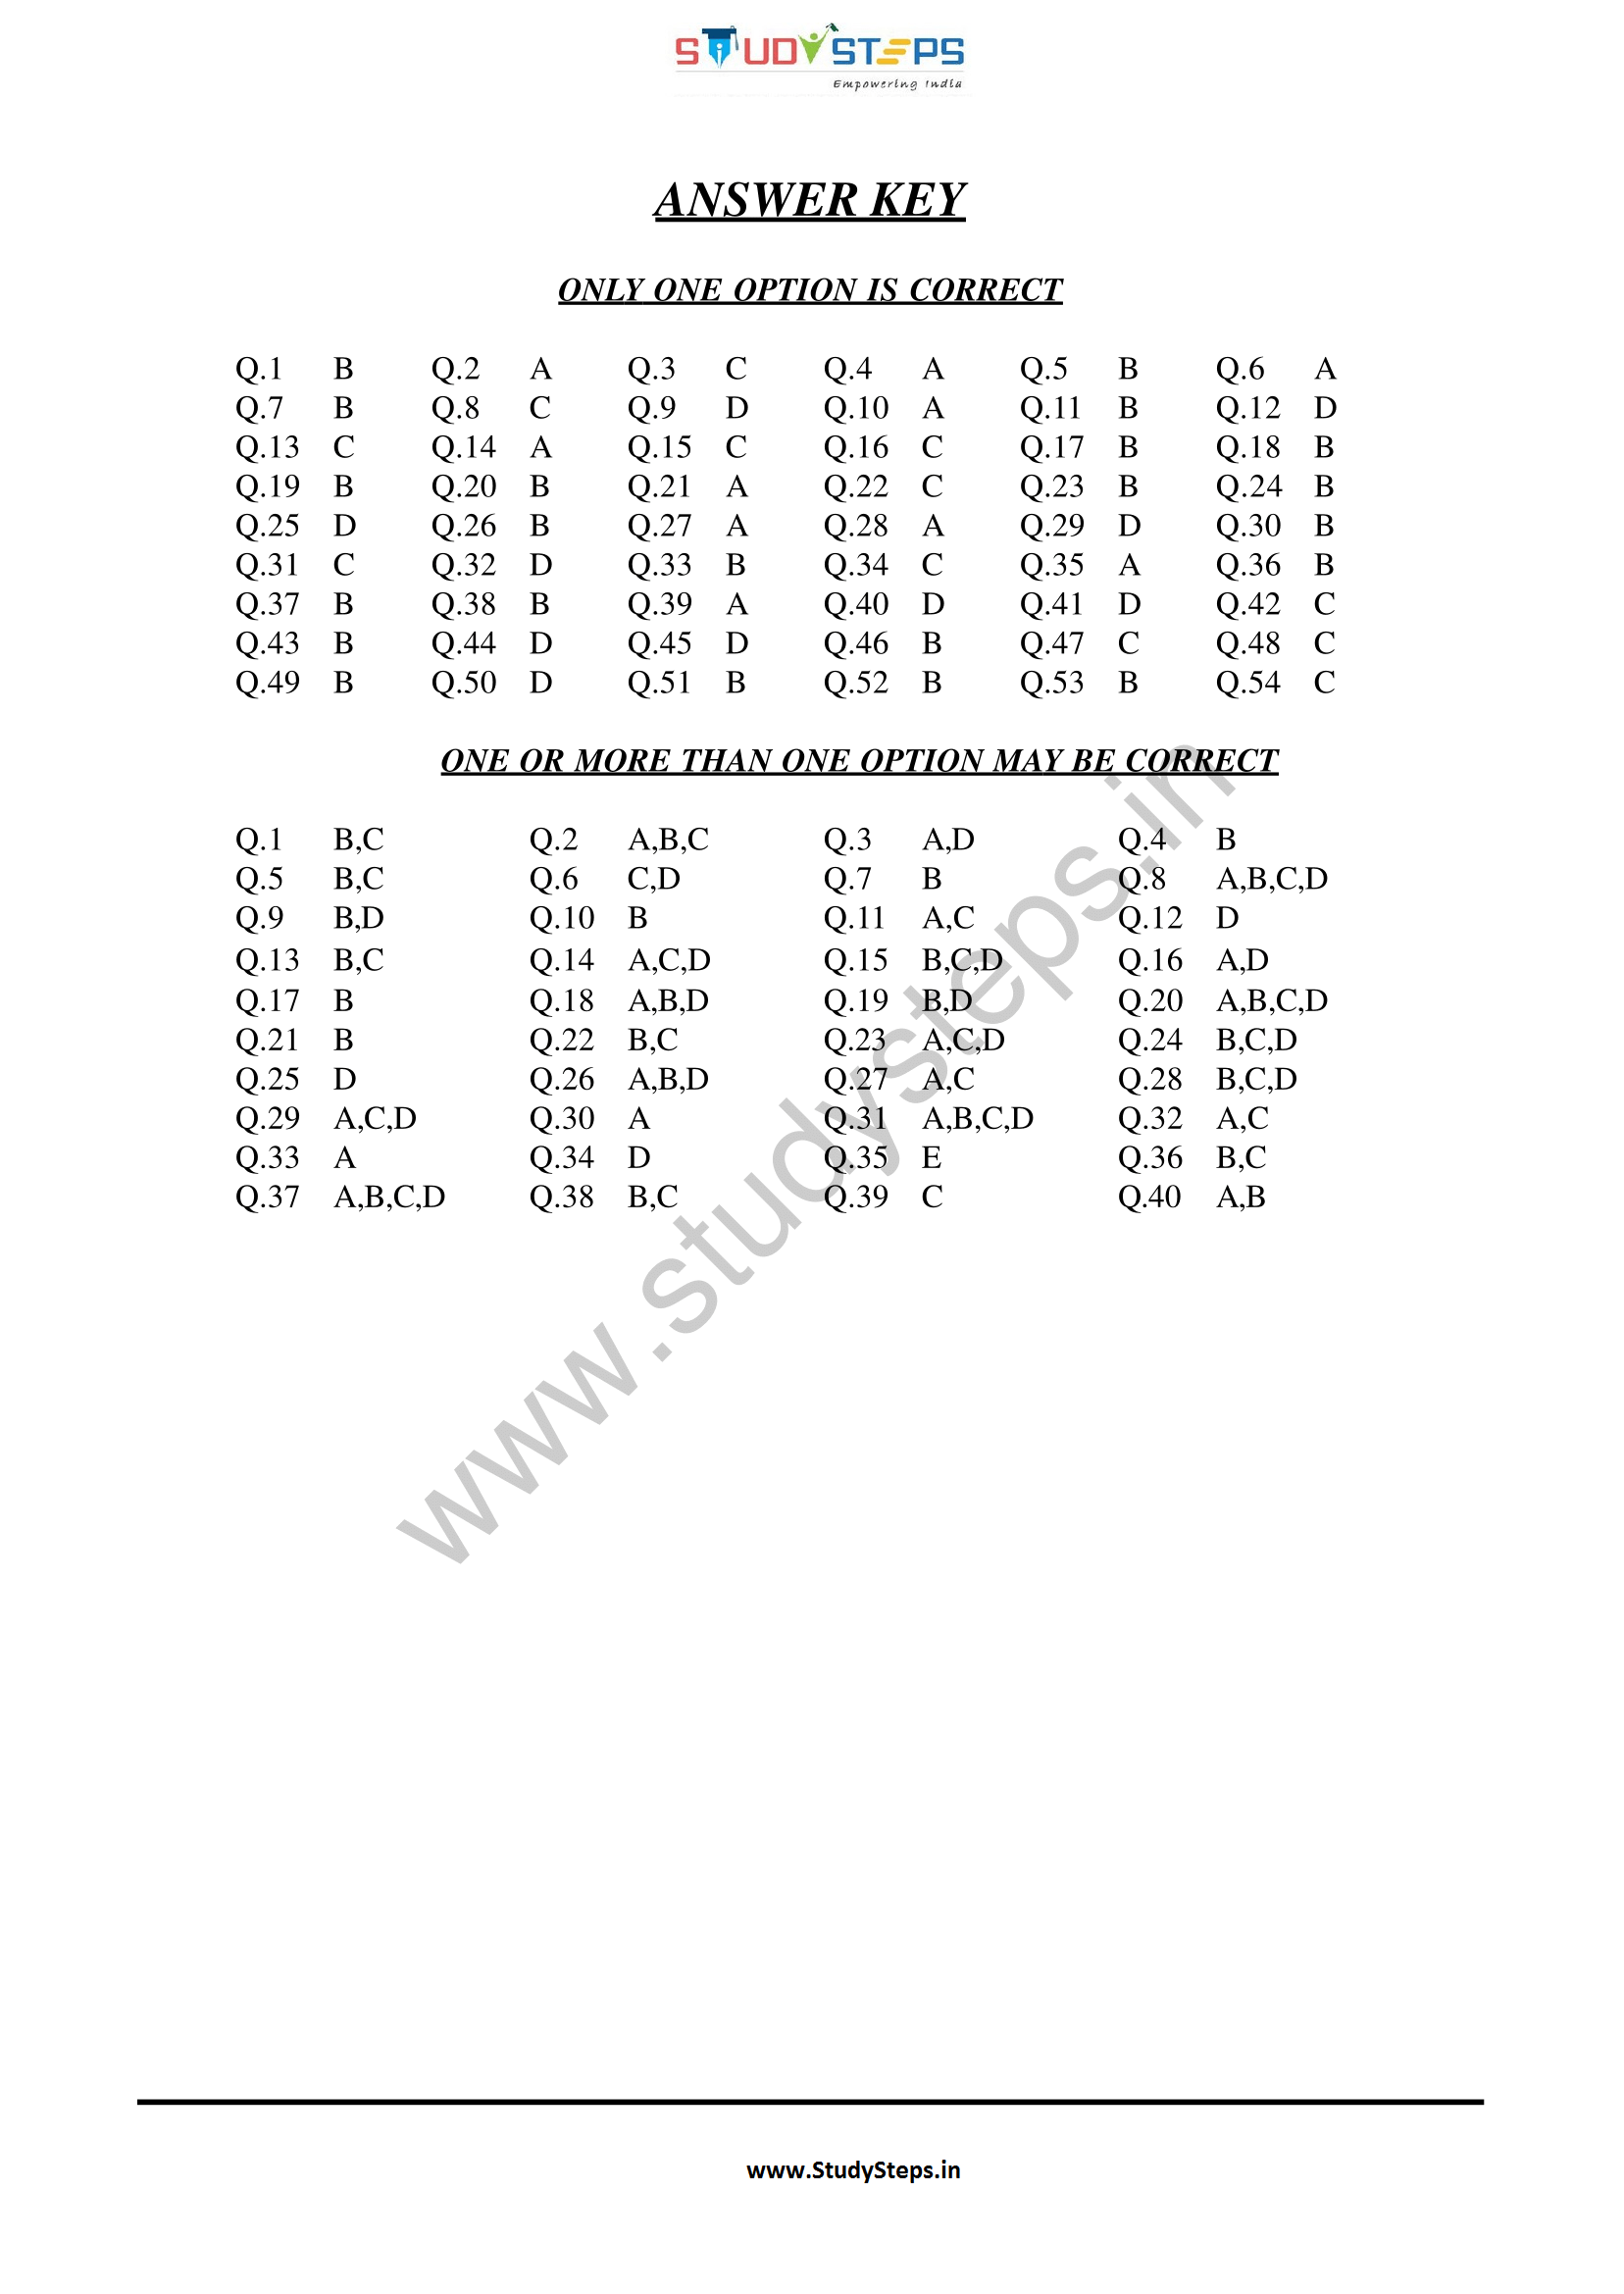 STUDYSTEPS
Empowering India
ANSWER KEY
ONLY ONE OPTION IS CORRECT
Q.1 B Q.2 A Q.3 C Q.4 A Q.5 B Q.6 A
Q.7 B Q.8 C Q.9 D Q.10 A Q.11 B Q.12 D
Q.13 C Q.14 A Q.15 C Q.16 C Q.17 B Q.18 B
Q.19 B Q.20 B Q.21 A Q.22 C Q.23 B Q.24 B
Q.25 D Q.26 B Q.27 A Q.28 A Q.29 D Q.30 B
Q.31 C Q.32 D Q.33 B Q.34 C Q.35 A Q.36 B
Q.37 B Q.38 B Q.39 A Q.40 D Q.41 D Q.42 C
Q.43 B Q.44 D Q.45 D Q.46 B Q.47 C Q.48 C
Q.49 B Q.50 D Q.51 B Q.52 B Q.53 B Q.54 C
ONE OR MORE THAN ONE OPTION MAY BE CORRECT
Q.1 B,C Q.2 A,B,C Q.3 A,D Q.4 B
Q.5 B,C Q.6 C,D Q.7 B Q.8 A,B,C,D
Q.9 B,D Q.10 B Q.11 A,C Q.12 D
Q.13 B,C Q.14 A,C,D Q.15 B,C,D Q.16 A,D
Q.17 B Q.18 A,B,D Q.19 B,D Q.20 A,B,C,D
Q.21 B Q.22 B,C Q.23 A,C,D Q.24 B,C,D
Q.25 D Q.26 A,B,D Q.27 A,C Q.28 B,C,D
Q.29 A,C,D Q.30 A Q.31 A,B,C,D Q.32 A,C
Q.33 A Q.34 D Q.35 E Q.36 B,C
Q.37 A,B,C,D Q.38 B,C Q.39 C Q.40 A,B
www.studysteps.in
www.StudySteps.in